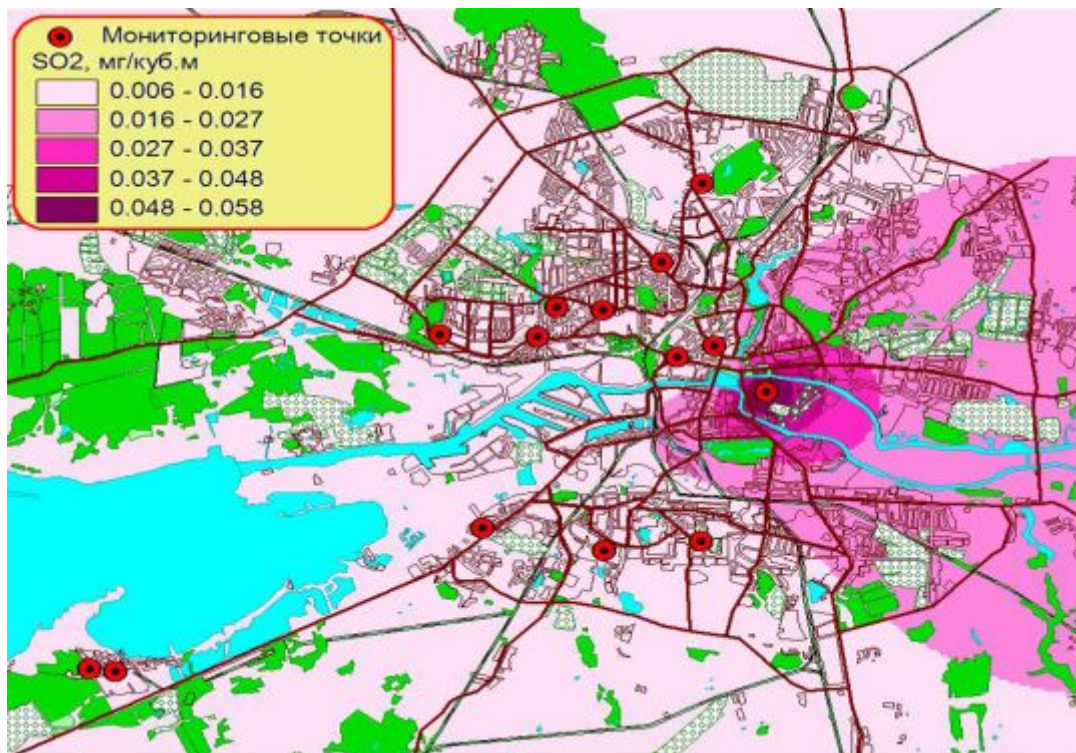 Мониторинговые точки
SO2, мг/куб.м
0.006 - 0.016
0.016 - 0.027
0.027 - 0.037
0.037 - 0.048
0.048 - 0.058